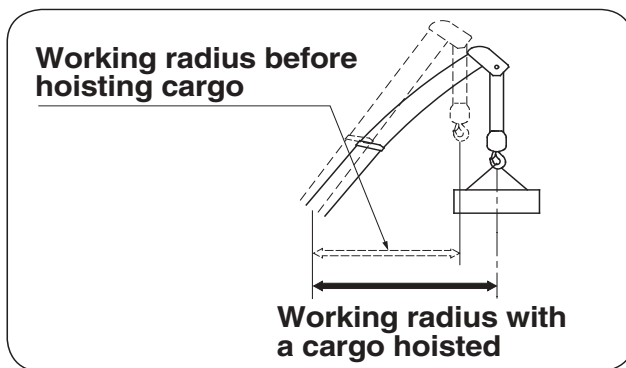 Working radius before
hoisting cargo
Working radius with
a cargo hoisted